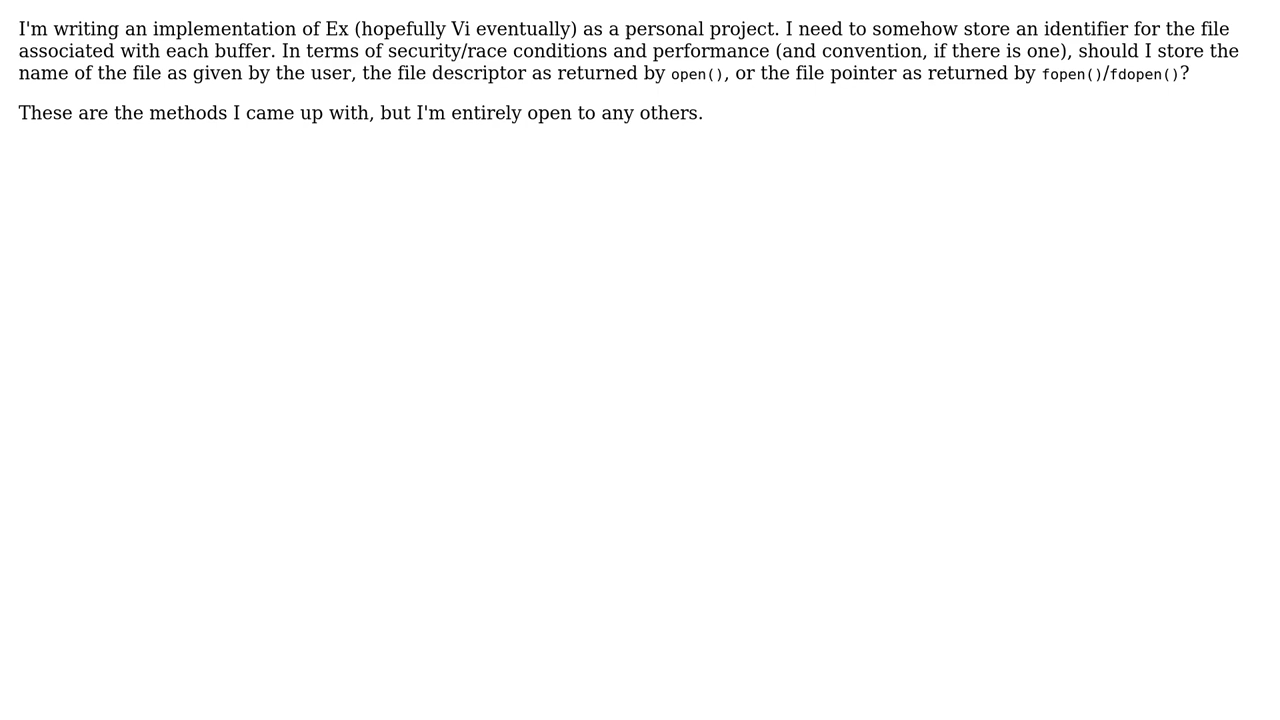 I'm writing an implementation of Ex (hopefully Vi eventually) as a personal project. I need to somehow store an identifier for the file
associated with each buffer. In terms of security/race conditions and performance (and convention, if there is one), should I store the
name of the file as given by the user, the file descriptor as returned by open(), or the file pointer as returned by fopen()/fdopen()?
These are the methods I came up with, but I'm entirely open to any others.